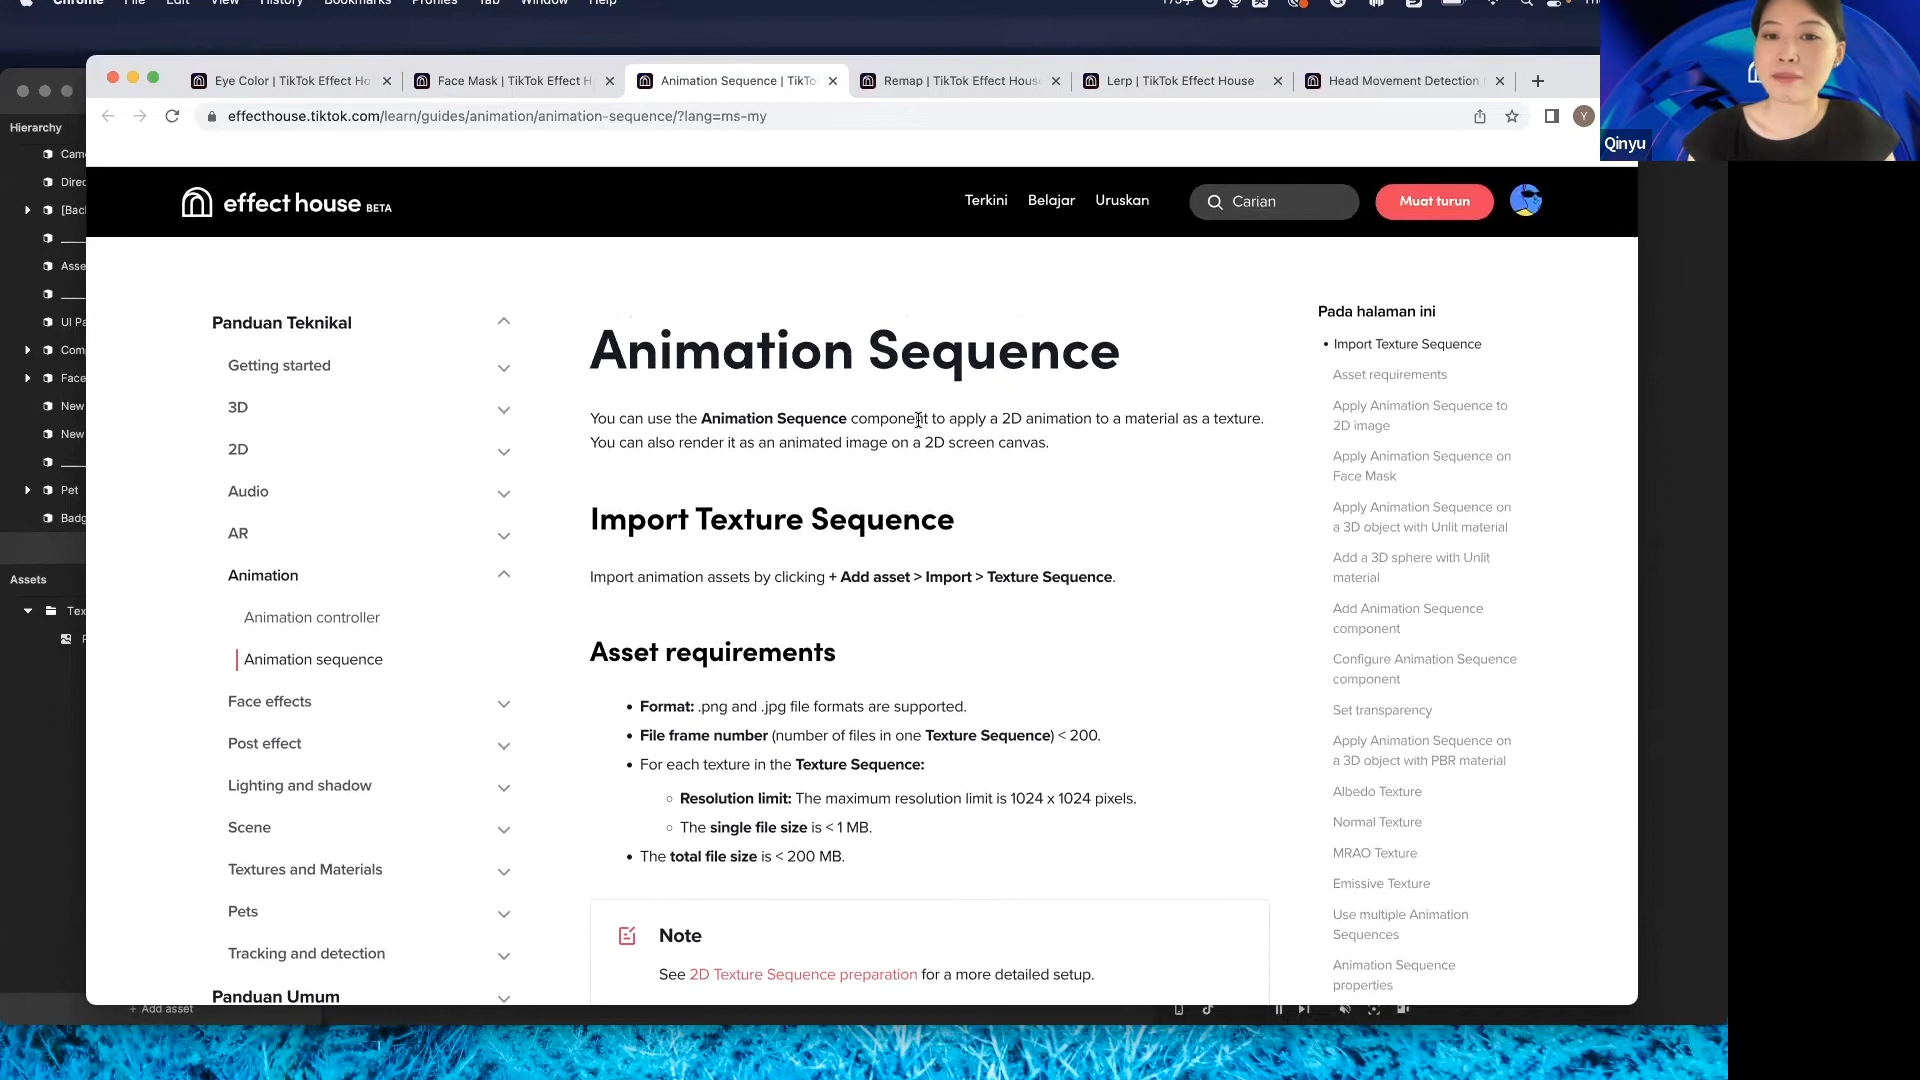 Chrome File Edit View History Bookmarks Profiles Tab Window Help
Eye Color | TikTok Effect Ho
Face Mask | TikTok Effect H
Animation Sequence | TikTo
Remap | TikTok Effect House
Lerp | TikTok Effect House
Head Movement Detection
effecthouse.tiktok.com/learn/guides/animation/animation-sequence/?lang=ms-my
Y
Qinyu
effect house BETA
Terkini
Belajar
Uruskan
Carian
Muat turun
Hierarchy
Came
Direc
[Bac
Asse
UI Pa
Comp
Face
New
New
Pet
Badg
Assets
Tex
+ Add asset
Panduan Teknikal
Getting started
3D
2D
Audio
AR
Animation
Animation controller
Animation sequence
Face effects
Post effect
Lighting and shadow
Scene
Textures and Materials
Pets
Tracking and detection
Panduan Umum
Animation Sequence
You can use the Animation Sequence component to apply a 2D animation to a material as a texture.
You can also render it as an animated image on a 2D screen canvas.
Import Texture Sequence
Import animation assets by clicking + Add asset > Import > Texture Sequence.
Asset requirements
• Format: .png and .jpg file formats are supported.
• File frame number (number of files in one Texture Sequence) < 200.
• For each texture in the Texture Sequence:
○ Resolution limit: The maximum resolution limit is 1024 x 1024 pixels.
○ The single file size is < 1 MB.
• The total file size is < 200 MB.
Note
See 2D Texture Sequence preparation for a more detailed setup.
Pada halaman ini
• Import Texture Sequence
Asset requirements
Apply Animation Sequence to
2D image
Apply Animation Sequence on
Face Mask
Apply Animation Sequence on
a 3D object with Unlit material
Add a 3D sphere with Unlit
material
Add Animation Sequence
component
Configure Animation Sequence
component
Set transparency
Apply Animation Sequence on
a 3D object with PBR material
Albedo Texture
Normal Texture
MRAO Texture
Emissive Texture
Use multiple Animation
Sequences
Animation Sequence
properties